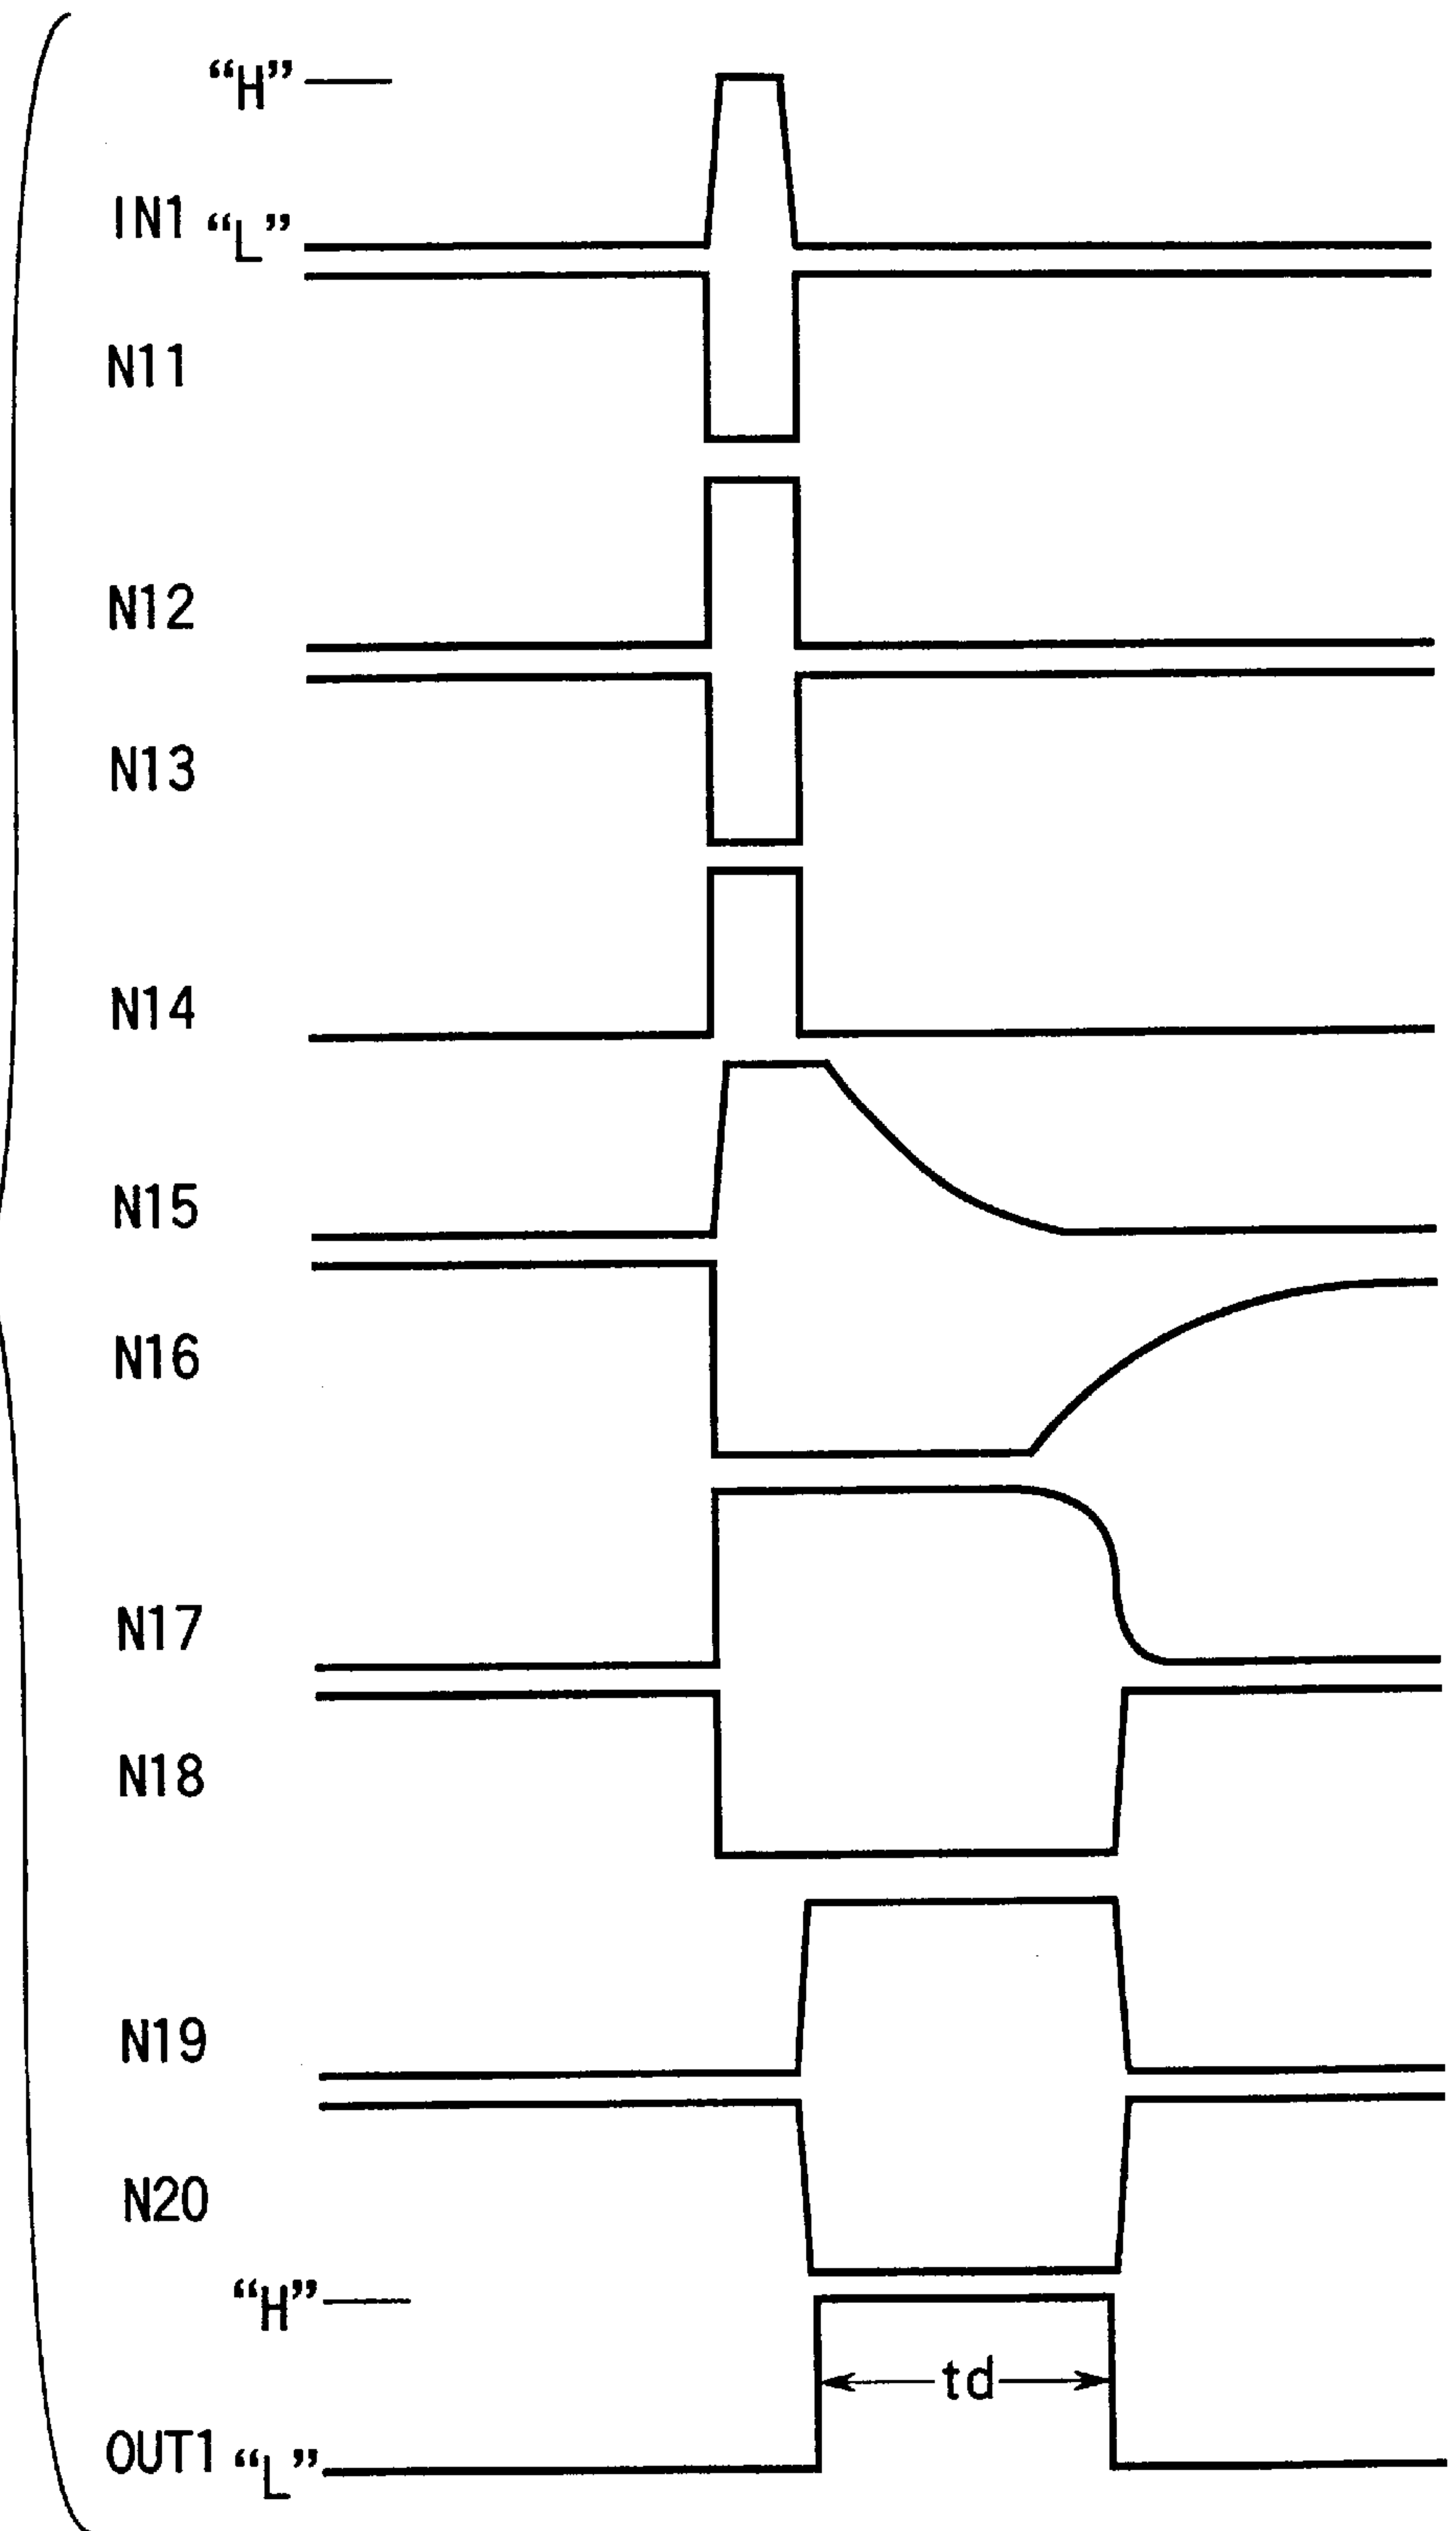 “H”
IN1 “L”
N11
N12
N13
N14
N15
N16
N17
N18
N19
N20
“H”
td
OUT1 “L”